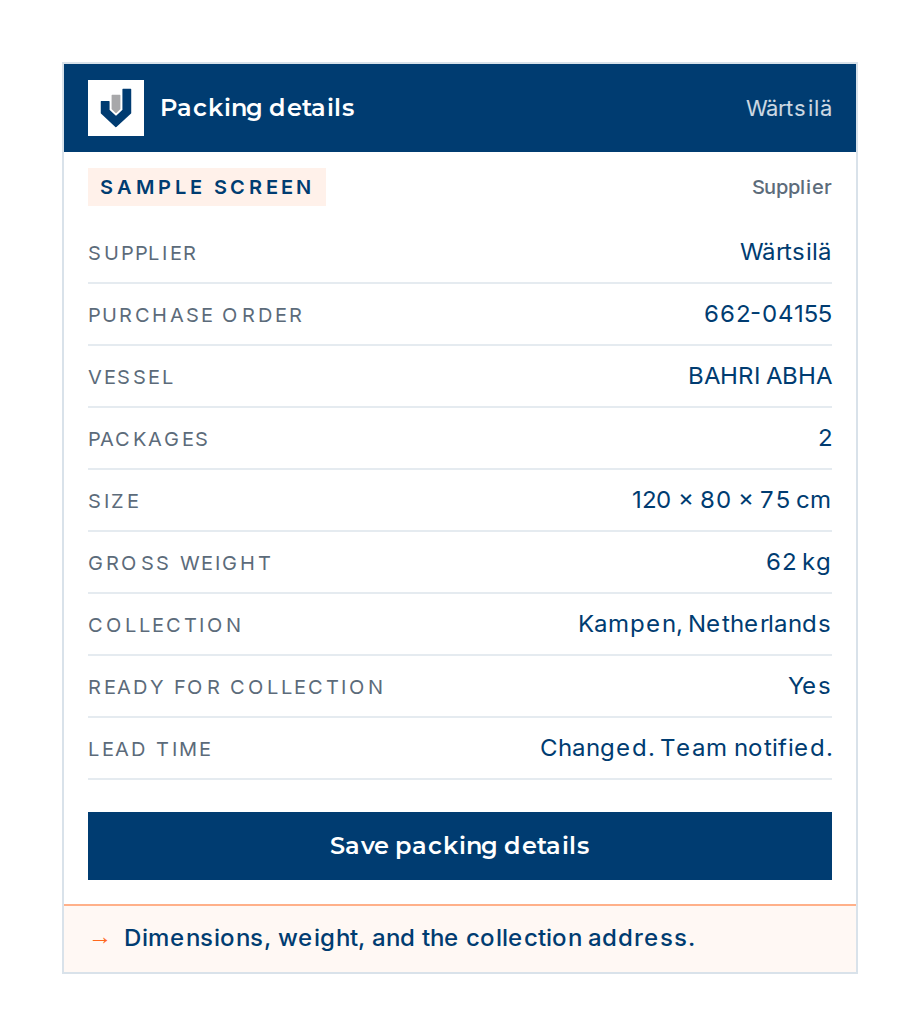 Packing details
Wärtsilä
SAMPLE SCREEN
Supplier
SUPPLIER
Wärtsilä
PURCHASE ORDER
662-04155
VESSEL
BAHRI ABHA
PACKAGES
2
SIZE
120 × 80 × 75 cm
GROSS WEIGHT
62 kg
COLLECTION
Kampen, Netherlands
READY FOR COLLECTION
Yes
LEAD TIME
Changed. Team notified.
Save packing details
→ Dimensions, weight, and the collection address.